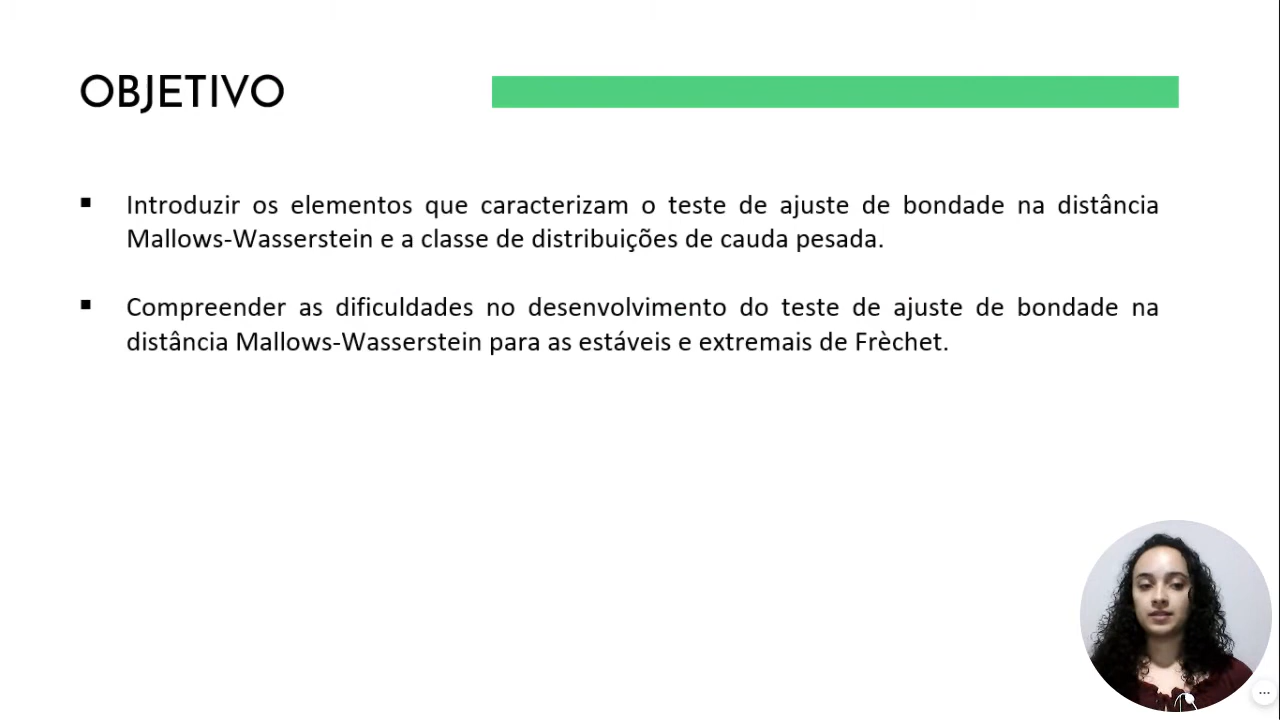 OBJETIVO
Introduzir os elementos que caracterizam o teste de ajuste de bondade na distância
Mallows-Wasserstein e a classe de distribuições de cauda pesada.
Compreender as dificuldades no desenvolvimento do teste de ajuste de bondade na
distância Mallows-Wasserstein para as estáveis e extremais de Frèchet.